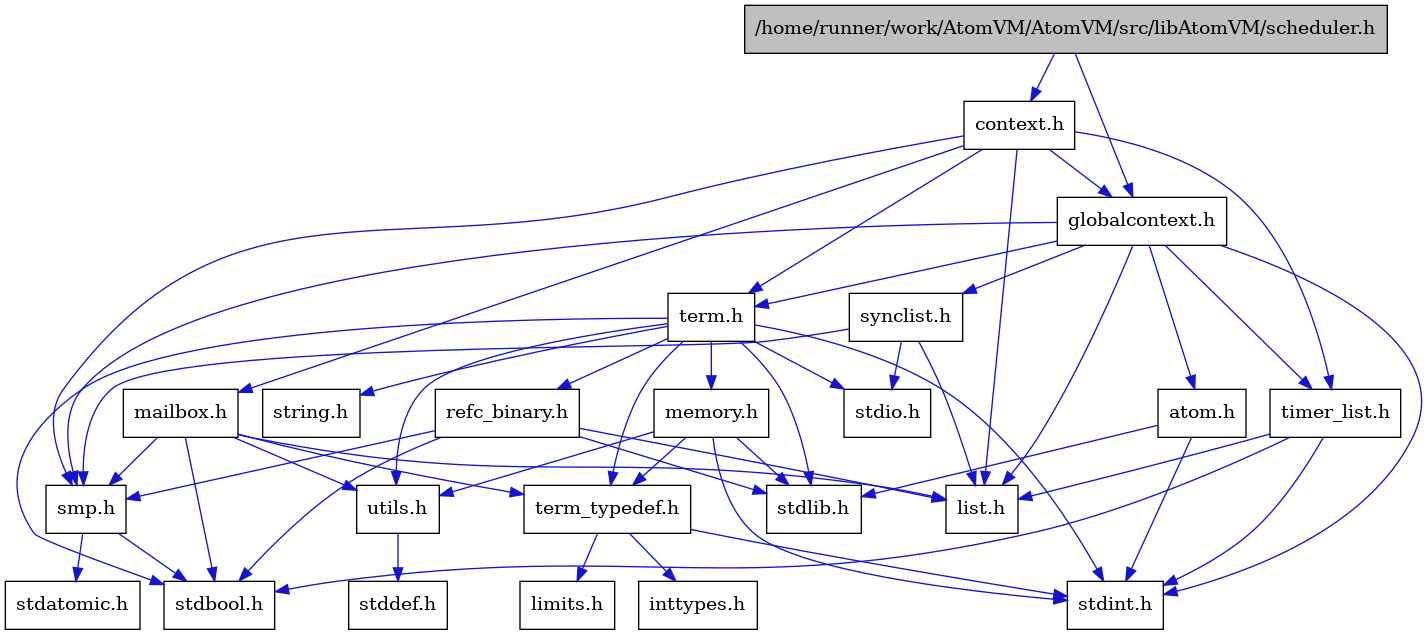 /home/runner/work/AtomVM/AtomVM/src/libAtomVM/scheduler.h
context.h
globalcontext.h
term.h
synclist.h
mailbox.h
string.h
refc_binary.h
memory.h
stdio.h
atom.h
timer_list.h
smp.h
utils.h
term_typedef.h
stdlib.h
list.h
stdatomic.h
stdbool.h
stddef.h
limits.h
inttypes.h
stdint.h